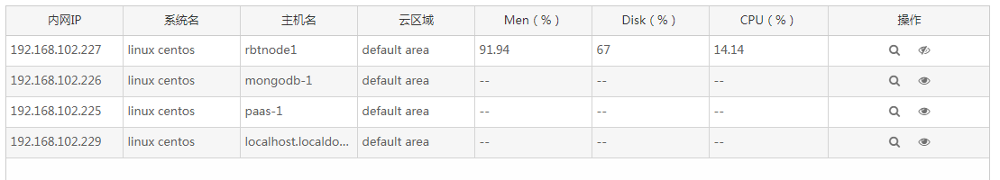 内网IP 系统名 主机名 云区域 Men（%） Disk（%） CPU（%） 操作
192.168.102.227 linux centos rbtnode1 default area 91.94 67 14.14
192.168.102.226 linux centos mongodb-1 default area -- -- --
192.168.102.225 linux centos paas-1 default area -- -- --
192.168.102.229 linux centos localhost.localdo... default area -- -- --